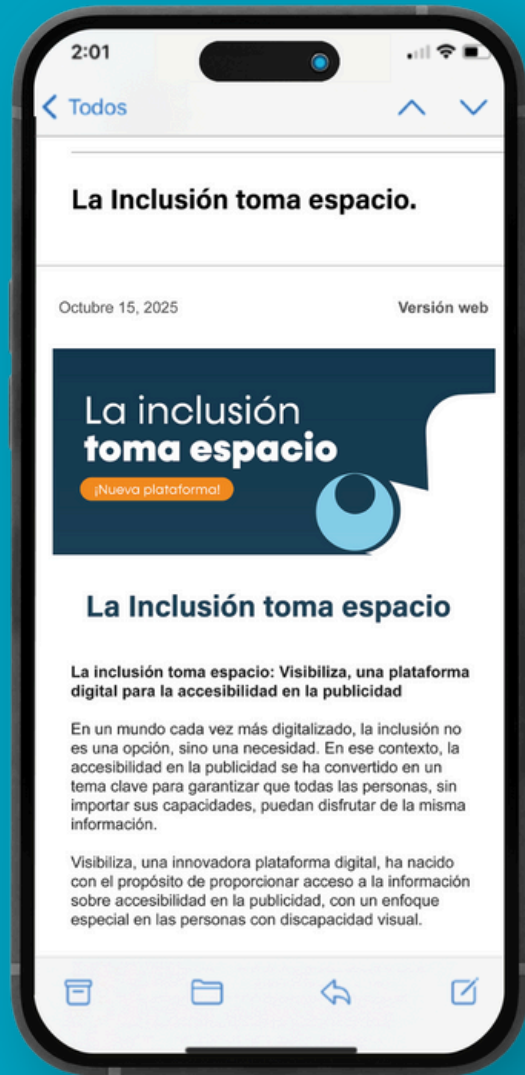 2:01
Todos
La Inclusión toma espacio.
Octubre 15, 2025
Versión web
La inclusión
toma espacio
¡Nueva plataforma!
La Inclusión toma espacio
La inclusión toma espacio: Visibiliza, una plataforma
digital para la accesibilidad en la publicidad
En un mundo cada vez más digitalizado, la inclusión no
es una opción, sino una necesidad. En ese contexto, la
accesibilidad en la publicidad se ha convertido en un
tema clave para garantizar que todas las personas, sin
importar sus capacidades, puedan disfrutar de la misma
información.
Visibiliza, una innovadora plataforma digital, ha nacido
con el propósito de proporcionar acceso a la información
sobre accesibilidad en la publicidad, con un enfoque
especial en las personas con discapacidad visual.